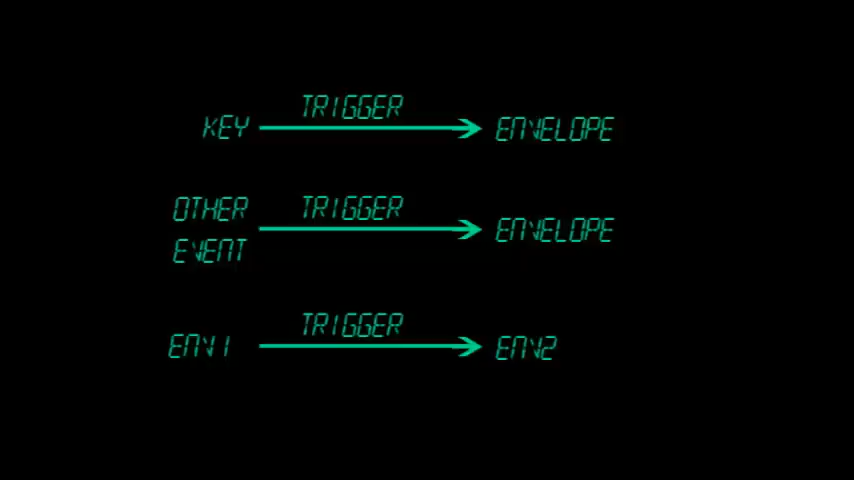 TRIGGER
KEY ENVELOPE
OTHER TRIGGER
EVENT ENVELOPE
TRIGGER
ENV1 ENV2